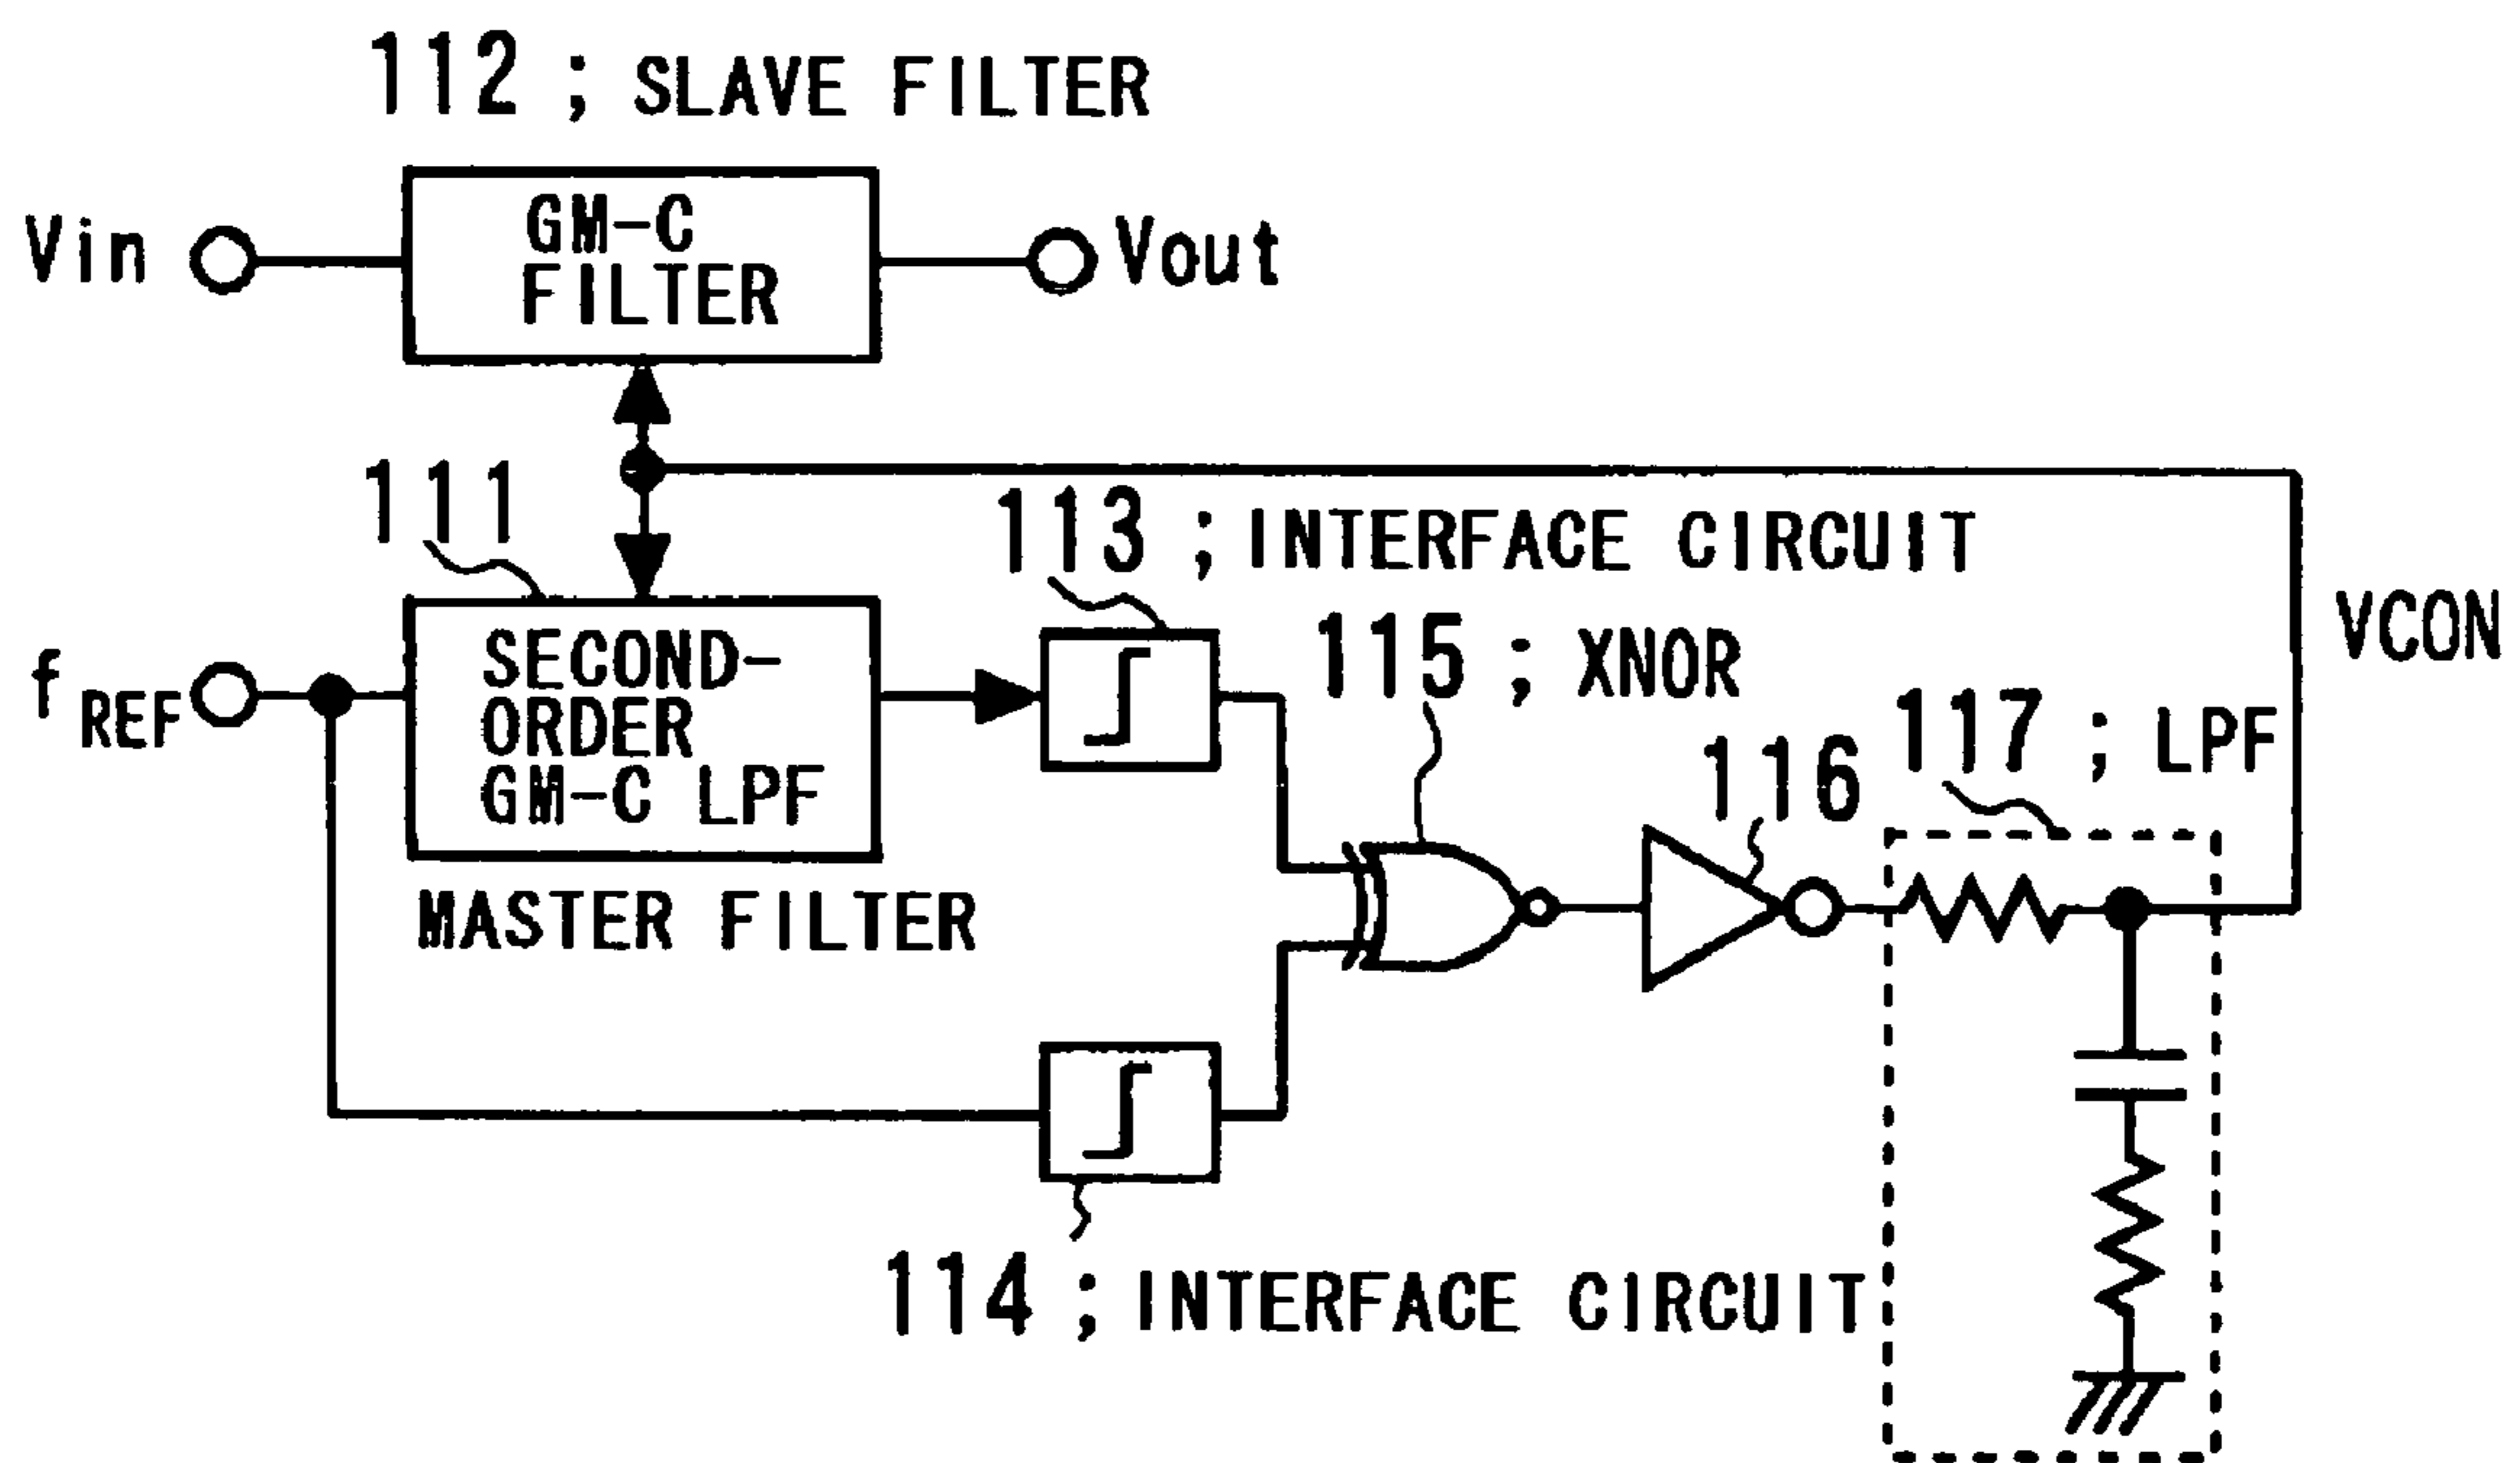 112 ; SLAVE FILTER
GM-C
FILTER
Vin
Vout
111
113 ; INTERFACE CIRCUIT
115 ; XNOR
VCON
SECOND-
ORDER
GM-C LPF
fREF
116
117 ; LPF
MASTER FILTER
114 ; INTERFACE CIRCUIT